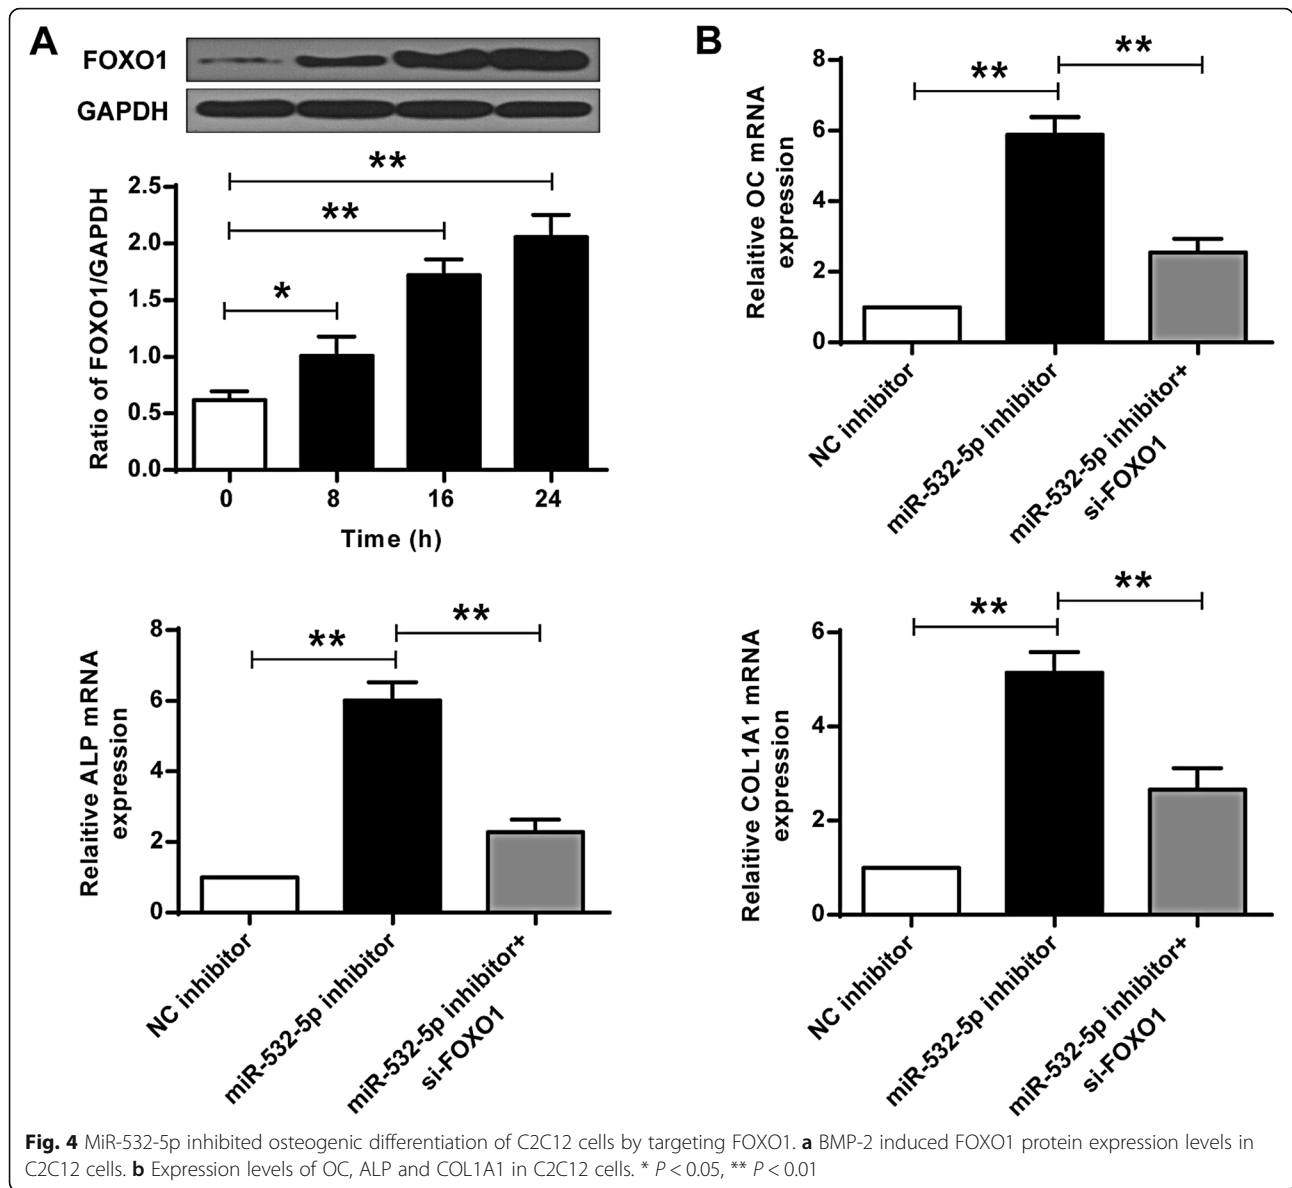 A
FOXO1
GAPDH
**
**
*
2.5
2.0
1.5
1.0
0.5
0.0
Ratio of FOXO1/GAPDH
0 8 16 24
Time (h)
B
**
**
8
6
4
2
0
Relaitive OC mRNA
expression
NC inhibitor
miR-532-5p inhibitor
miR-532-5p inhibitor+
si-FOXO1
**
**
8
6
4
2
0
Relaitive ALP mRNA
expression
NC inhibitor
miR-532-5p inhibitor
miR-532-5p inhibitor+
si-FOXO1
**
**
6
4
2
0
Relaitive COL1A1 mRNA
expression
NC inhibitor
miR-532-5p inhibitor
miR-532-5p inhibitor+
si-FOXO1
Fig. 4 MiR-532-5p inhibited osteogenic differentiation of C2C12 cells by targeting FOXO1. a BMP-2 induced FOXO1 protein expression levels in
C2C12 cells. b Expression levels of OC, ALP and COL1A1 in C2C12 cells. * P < 0.05, ** P < 0.01